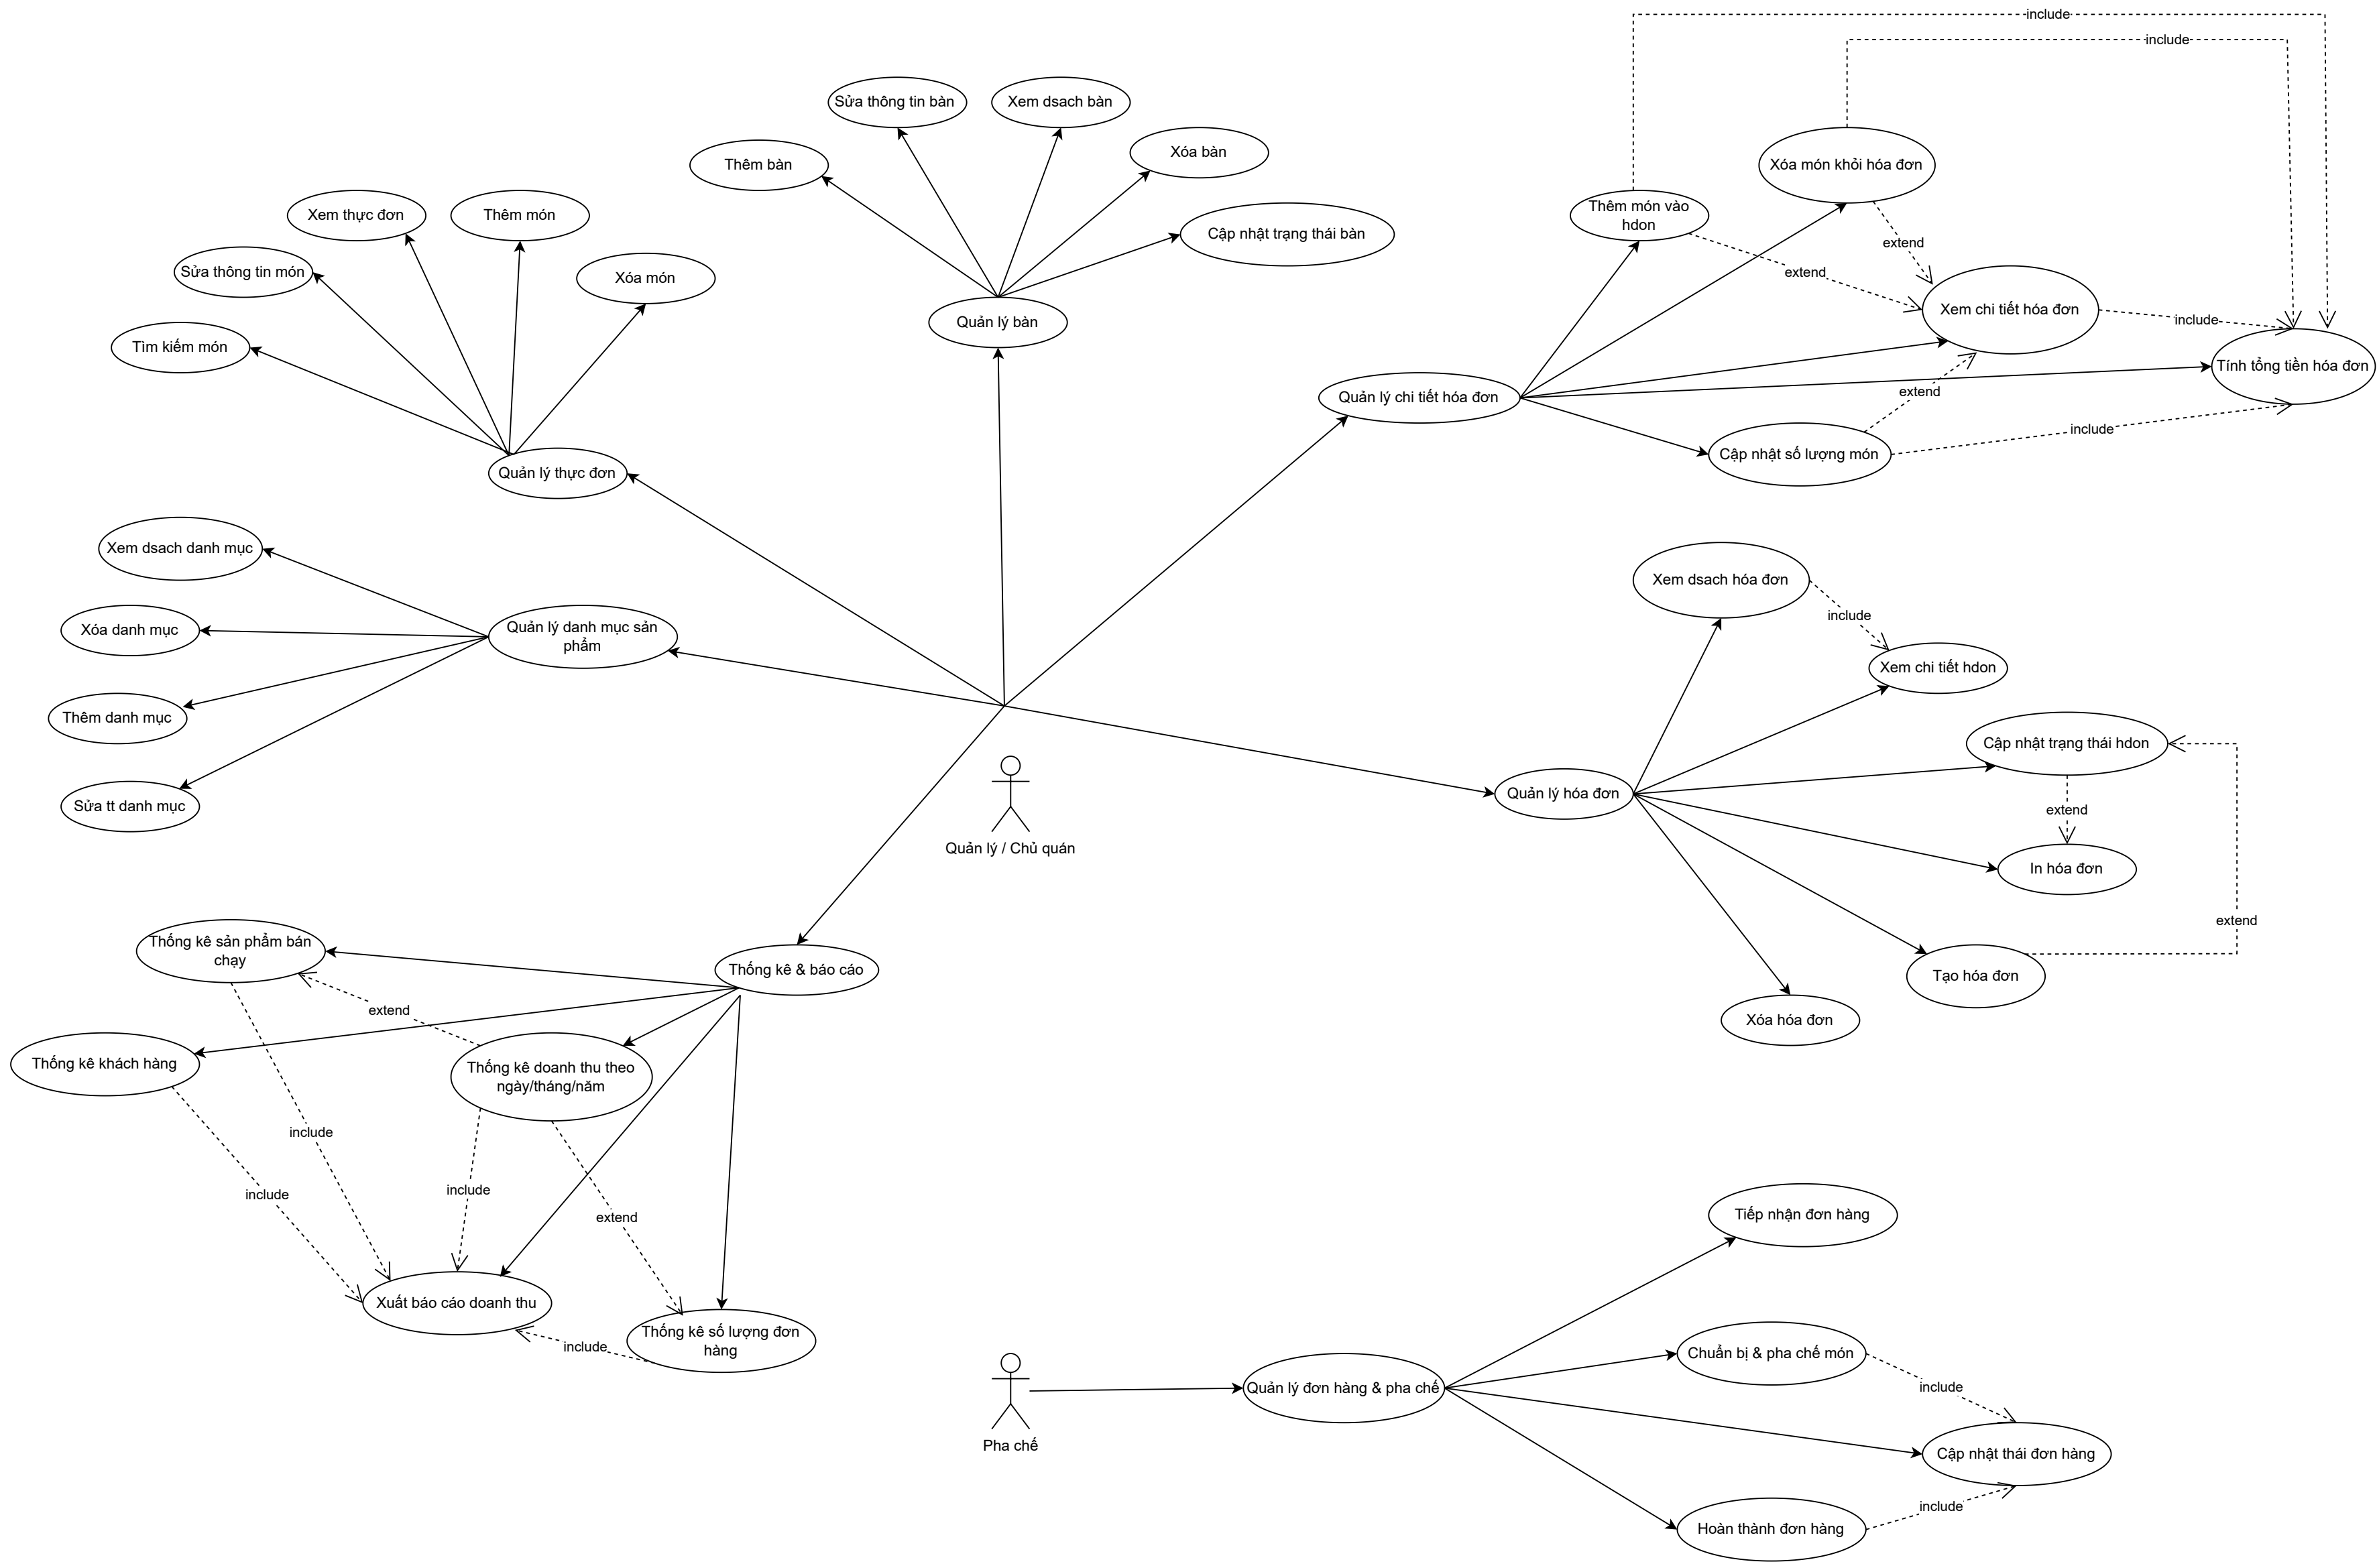 include
include
Sửa thông tin bàn
Xem dsach bàn
Xóa bàn
Thêm bàn
Xóa món khỏi hóa đơn
Xem thực đơn
Thêm món
Thêm món vào
hdon
Cập nhật trạng thái bàn
extend
extend
Sửa thông tin món
Xóa món
Xem chi tiết hóa đơn
include
Quản lý bàn
Tìm kiếm món
Tính tổng tiền hóa đơn
extend
Quản lý chi tiết hóa đơn
include
Cập nhật số lượng món
Quản lý thực đơn
Xem dsach danh mục
Xem dsach hóa đơn
include
Xóa danh mục
Quản lý danh mục sản
phẩm
Xem chi tiết hdon
Thêm danh mục
Cập nhật trạng thái hdon
Quản lý hóa đơn
Sửa tt danh mục
extend
Quản lý / Chủ quán
In hóa đơn
extend
Thống kê sản phẩm bán
chạy
Thống kê & báo cáo
Tạo hóa đơn
extend
Xóa hóa đơn
Thống kê khách hàng
Thống kê doanh thu theo
ngày/tháng/năm
include
include
include
extend
Tiếp nhận đơn hàng
Xuất báo cáo doanh thu
Thống kê số lượng đơn
hàng
include
Chuẩn bị & pha chế món
Quản lý đơn hàng & pha chế
include
Pha chế
Cập nhật thái đơn hàng
include
Hoàn thành đơn hàng